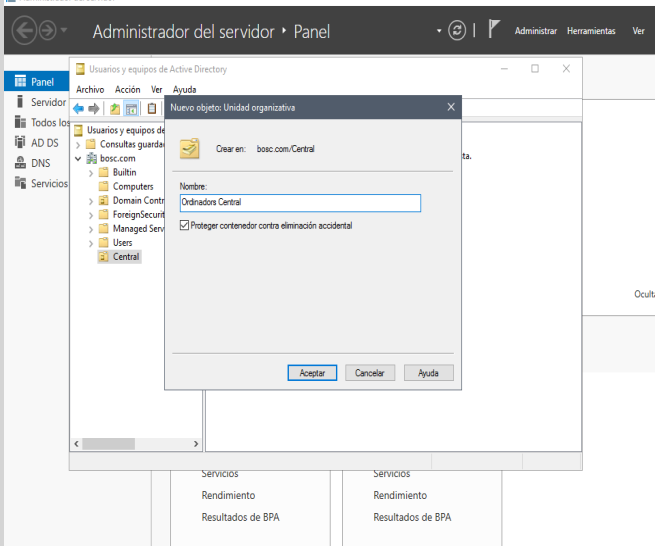 Administrador del servidor ‣ Panel
Administrar Herramientas Ver
Panel
Servidor
Todos los
AD DS
DNS
Servicios
Usuarios y equipos de Active Directory
Archivo Acción Ver Ayuda
Usuarios y equipos de
Consultas guarda
bosc.com
Builtin
Computers
Domain Contr
ForeignSecurit
Managed Serv
Users
Central
Nuevo objeto: Unidad organizativa
Crear en: bosc.com/Central
Nombre:
Ordinadors Central
Proteger contenedor contra eliminación accidental
Aceptar Cancelar Ayuda
ta.
Oculta
Servicios
Rendimiento
Resultados de BPA
Servicios
Rendimiento
Resultados de BPA